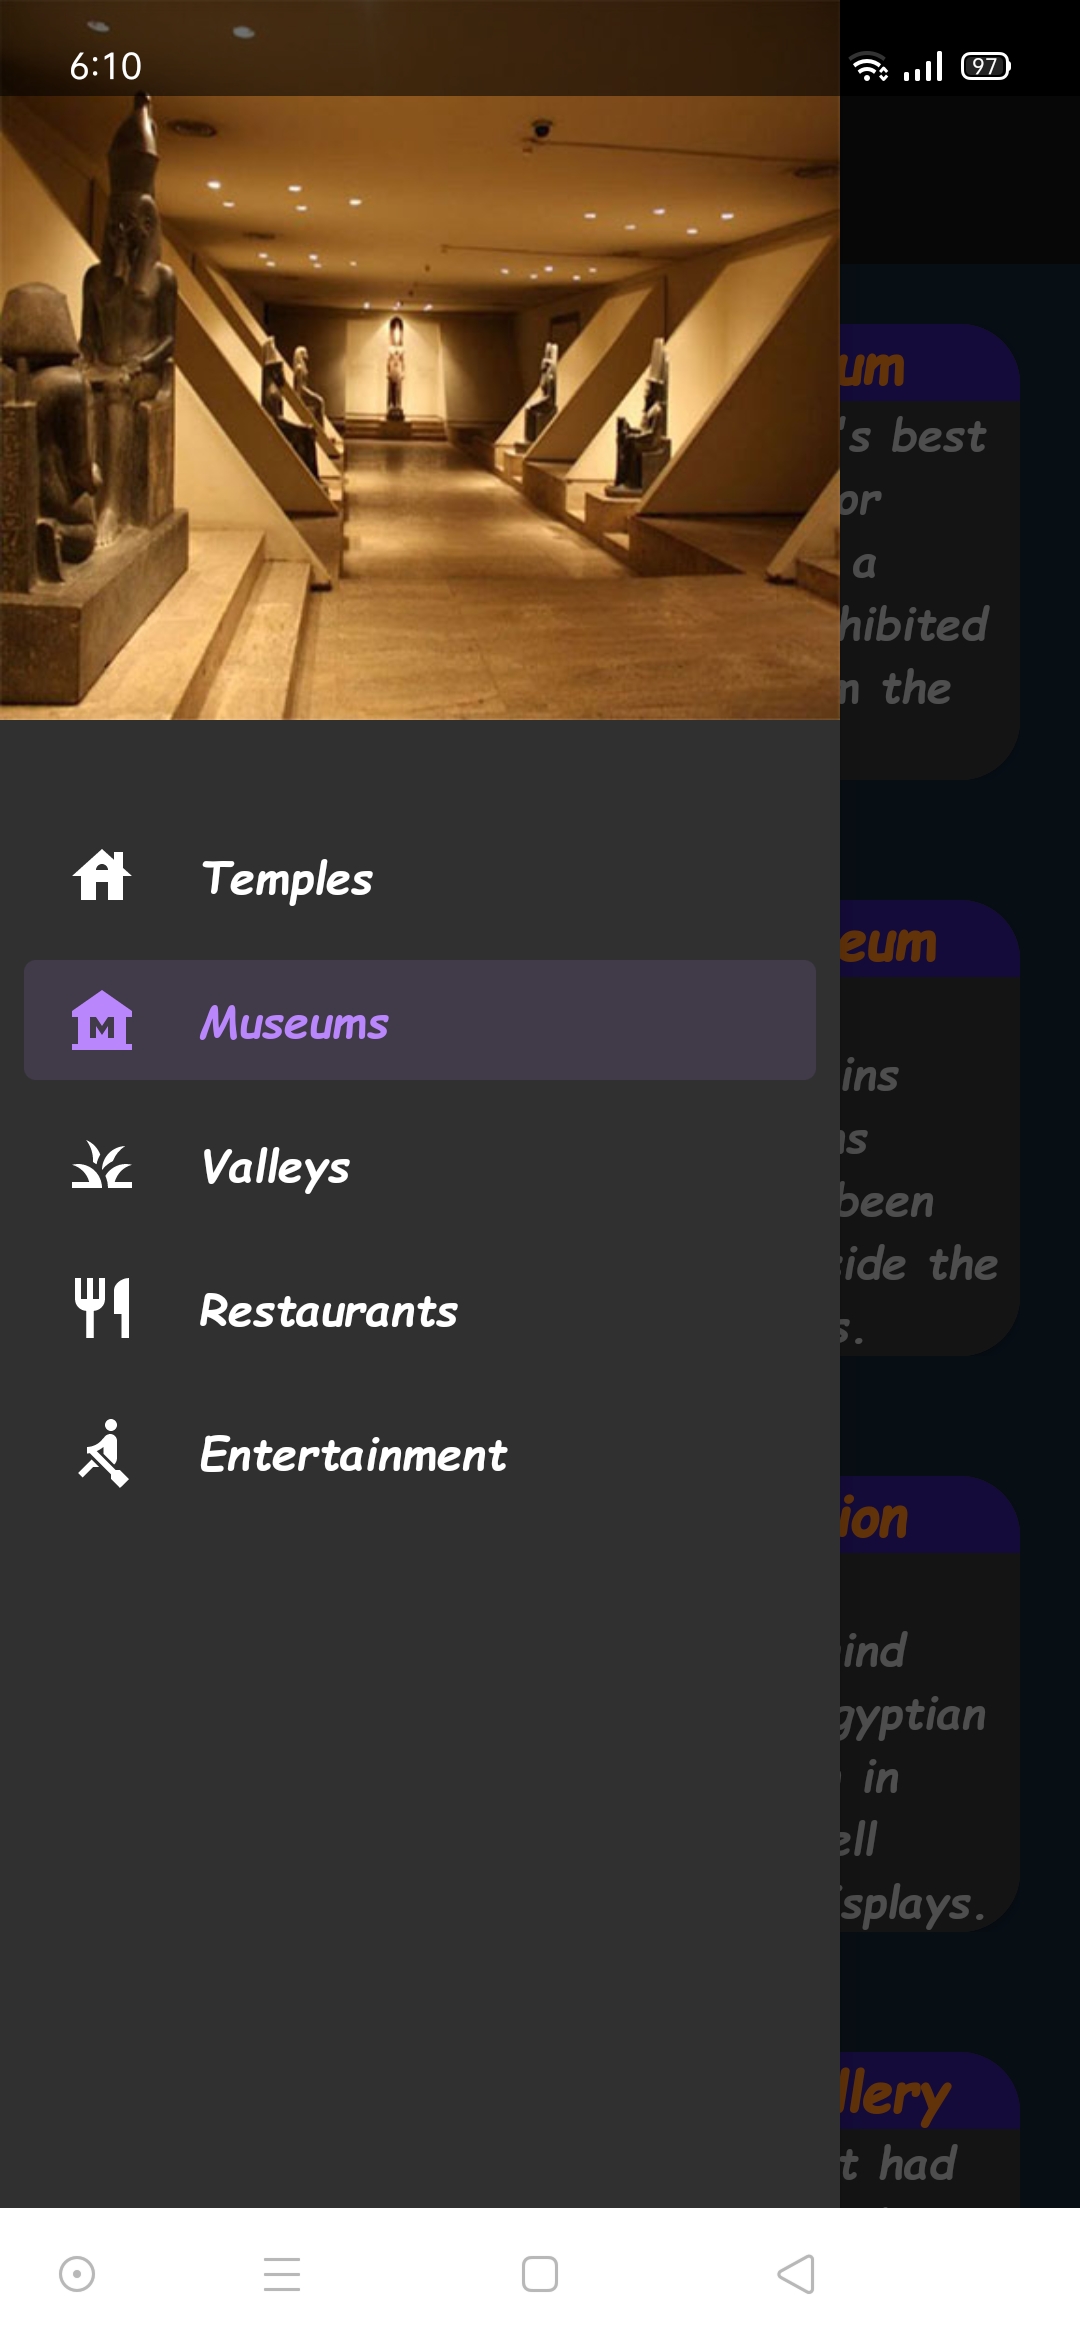 6:10
97
Temples
Museums
Valleys
Restaurants
Entertainment
um
's best
or
a
hibited
the
eum
ins
been
ide the
s.
ion
ind
gyptian
in
ell
splays.
llery
t had